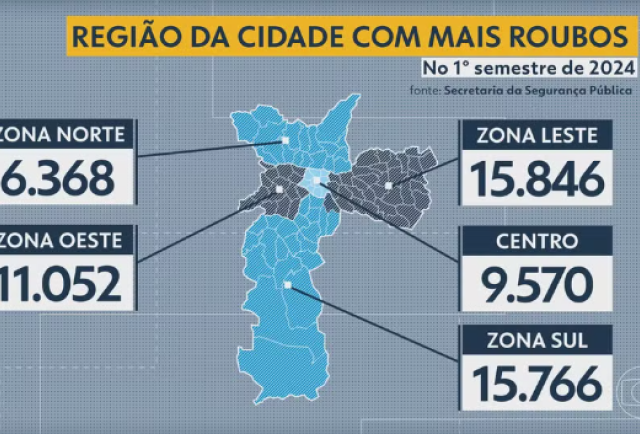 REGIÃO DA CIDADE COM MAIS ROUBOS
No 1º semestre de 2024
fonte: Secretaria da Segurança Pública
ZONA NORTE
6.368
ZONA OESTE
11.052
ZONA LESTE
15.846
CENTRO
9.570
ZONA SUL
15.766